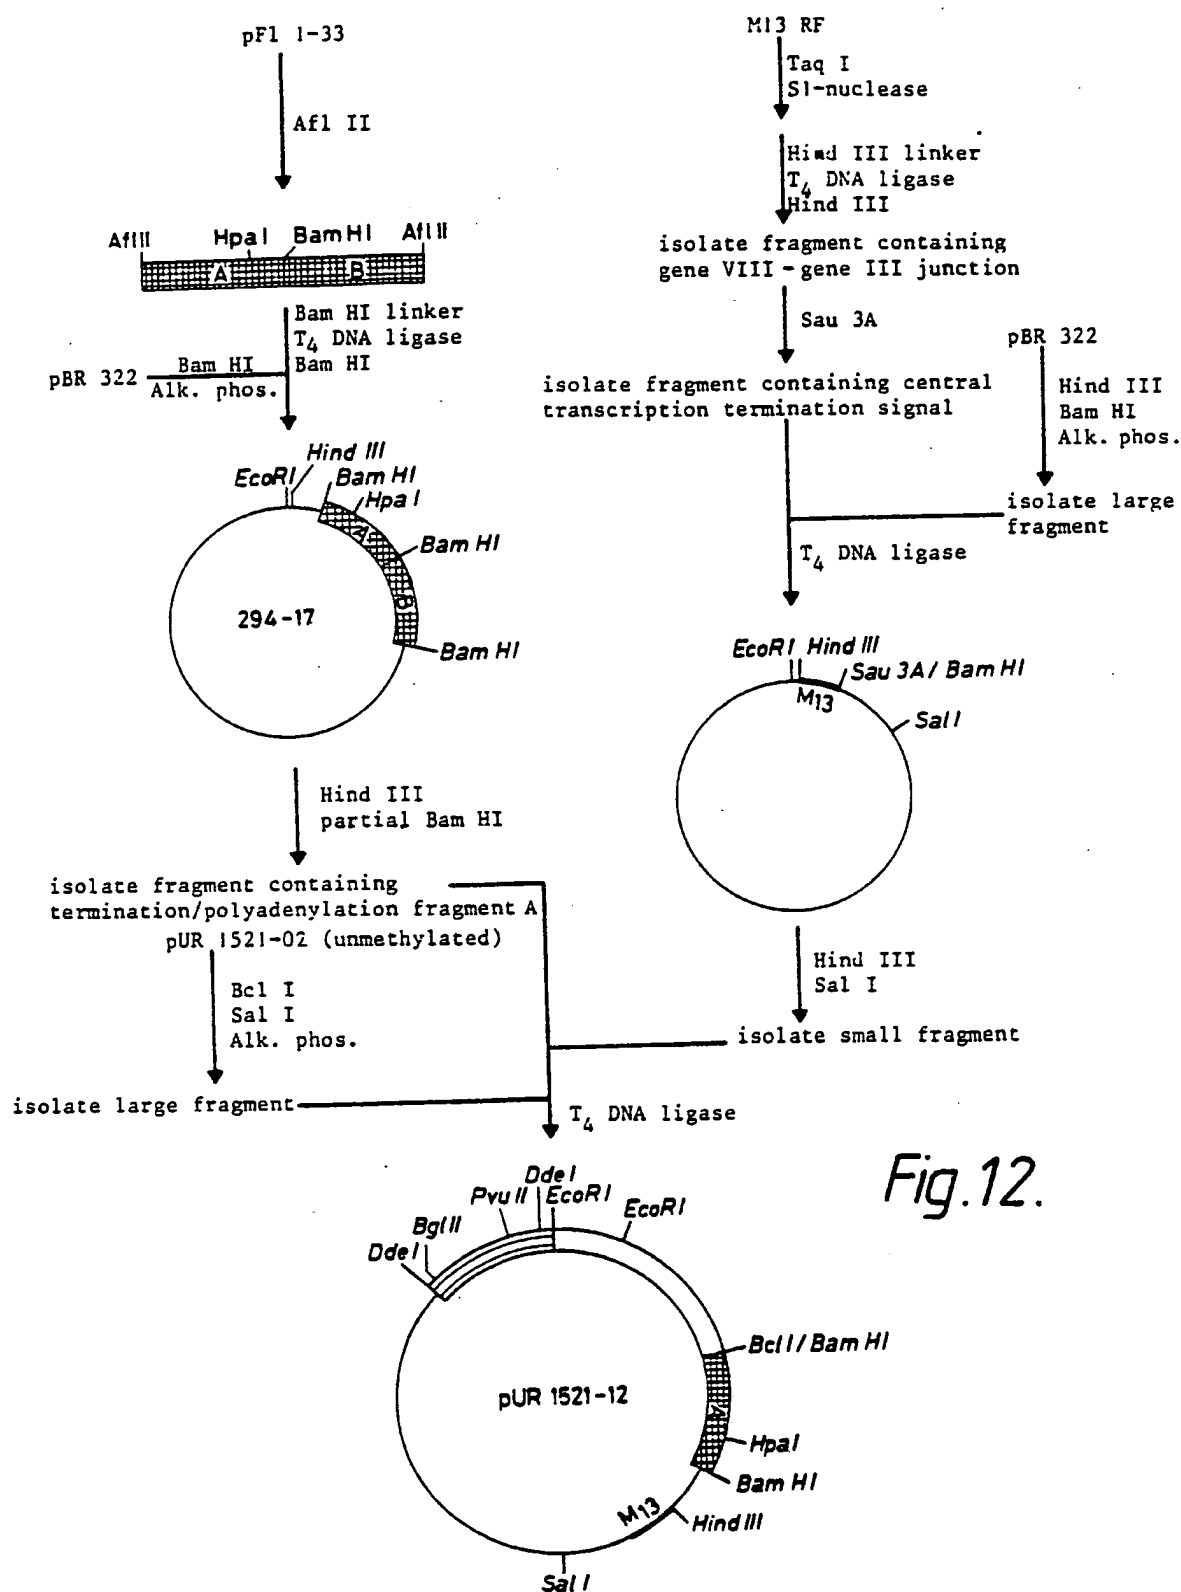 pF1 1-33
Afl II
AflII
HpaI
BamHI
AflII
A
B
Bam HI linker
T4 DNA ligase
Bam HI
pBR 322
Bam HI
Alk. phos.
EcoRI
Hind III
Bam HI
HpaI
A
Bam HI
B
Bam HI
294-17
Hind III
partial Bam HI
isolate fragment containing
termination/polyadenylation fragment A
pUR 1521-02 (unmethylated)
Bcl I
Sal I
Alk. phos.
isolate large fragment
M13 RF
Taq I
S1-nuclease
Hind III linker
T4 DNA ligase
Hind III
isolate fragment containing
gene VIII - gene III junction
Sau 3A
isolate fragment containing central
transcription termination signal
pBR 322
Hind III
Bam HI
Alk. phos.
isolate large
fragment
T4 DNA ligase
EcoRI Hind III
Sau 3A/ Bam HI
M13
Sal I
Hind III
Sal I
isolate small fragment
T4 DNA ligase
Fig.12.
DdeI
BglII
PvuII
DdeI
EcoRI
EcoRI
BclI/Bam HI
A
HpaI
Bam HI
Hind III
M13
Sal I
pUR 1521-12